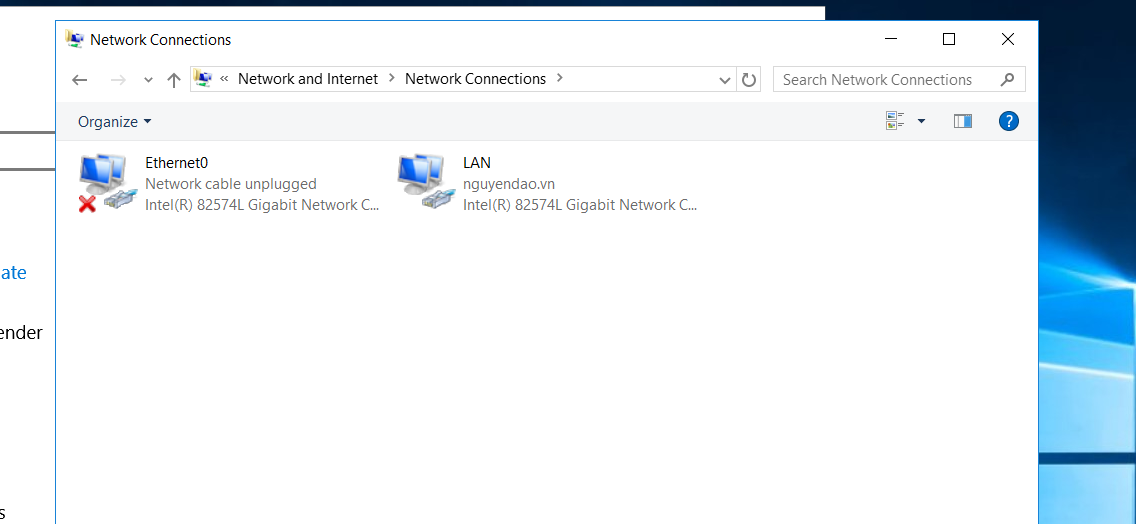 Network Connections
« Network and Internet > Network Connections >
Search Network Connections
Organize
?
Ethernet0
Network cable unplugged
Intel(R) 82574L Gigabit Network C...
LAN
nguyendao.vn
Intel(R) 82574L Gigabit Network C...
ate
ender
s